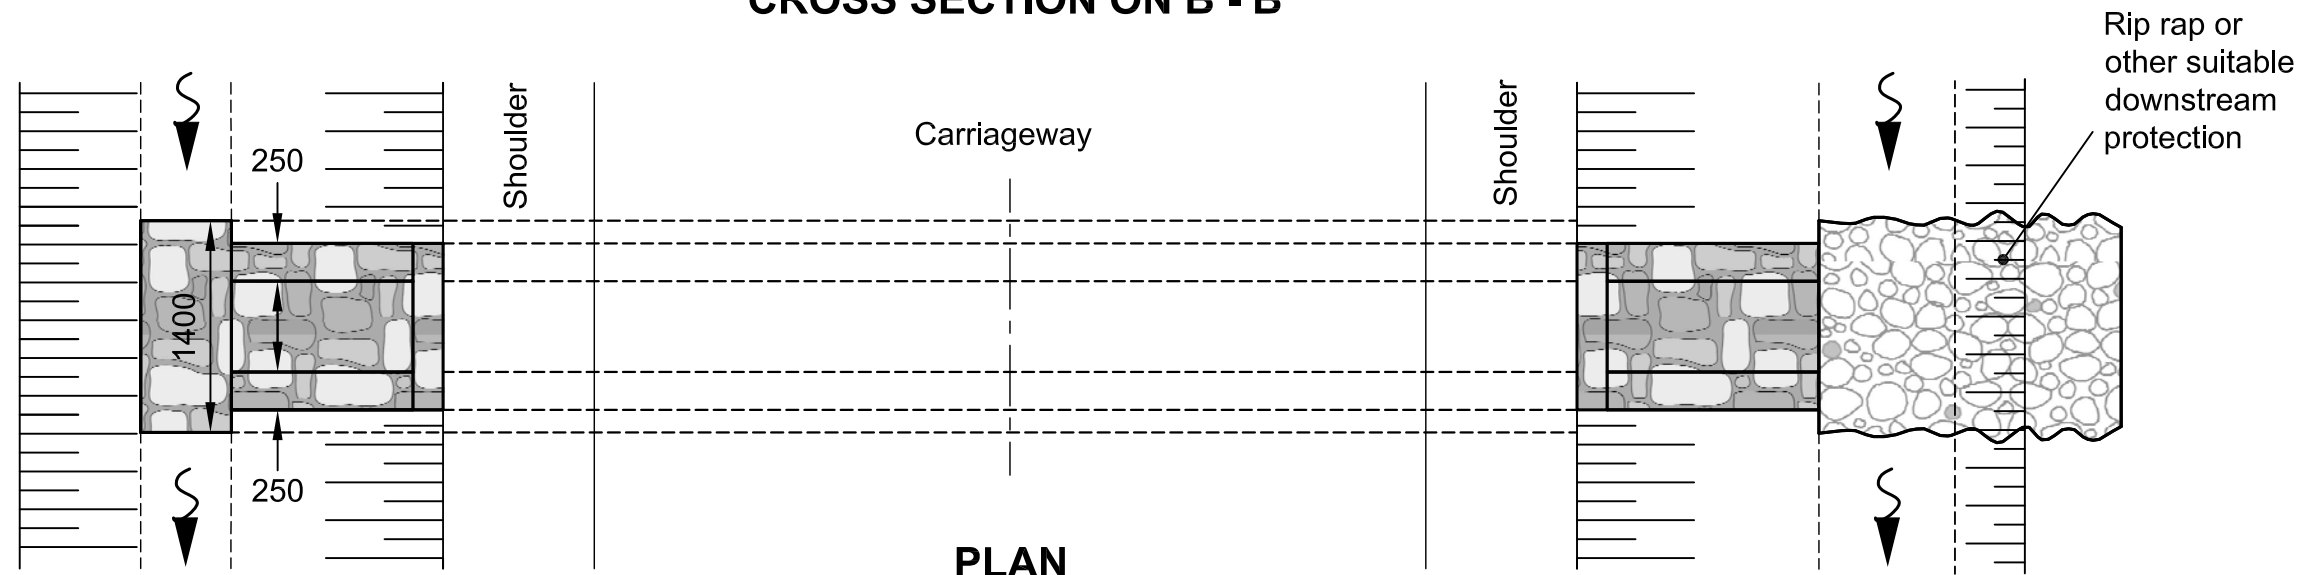 CROSS SECTION ON B - B
Rip rap or
other suitable
downstream
protection
Shoulder
Carriageway
Shoulder
250
1400
250
PLAN